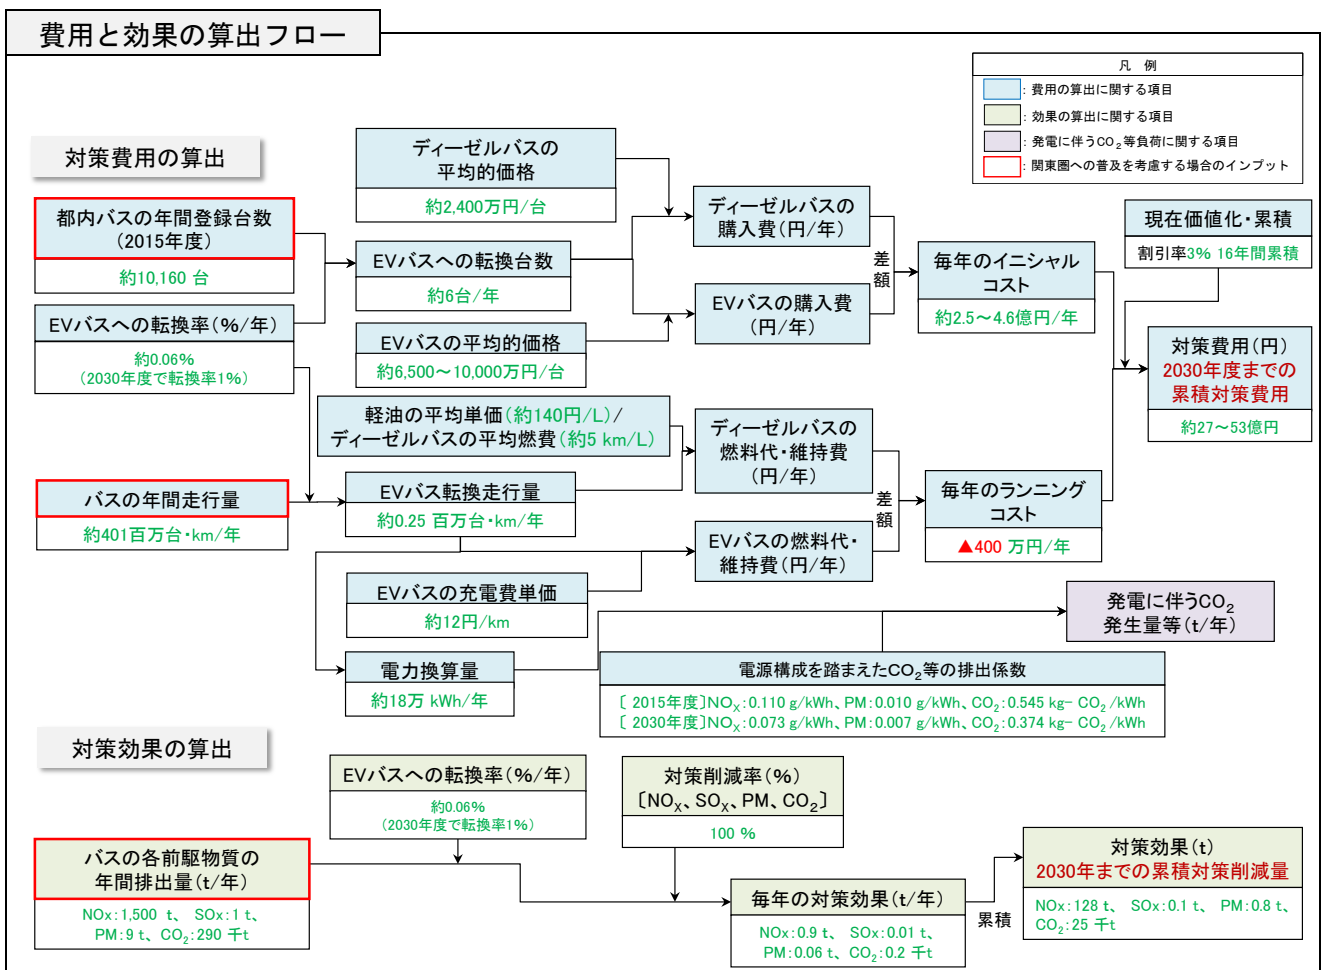 費用と効果の算出フロー
凡 例
：費用の算出に関する項目
：効果の算出に関する項目
：発電に伴うCO₂等負荷に関する項目
：関東圏への普及を考慮する場合のインプット
対策費用の算出
ディーゼルバスの
平均的価格
約2,400万円/台
都内バスの年間登録台数
（2015年度）
約10,160 台
EVバスへの転換率（%/年）
約0.06%
（2030年度で転換率1%）
EVバスへの転換台数
約6台/年
EVバスの平均的価格
約6,500～10,000万円/台
ディーゼルバスの
購入費（円/年）
EVバスの購入費
（円/年）
差
額
毎年のイニシャル
コスト
約2.5～4.6億円/年
現在価値化・累積
割引率3% 16年間累積
対策費用（円）
2030年度までの
累積対策費用
約27～53億円
軽油の平均単価（約140円/L）/
ディーゼルバスの平均燃費（約5 km/L）
バスの年間走行量
約401百万台・km/年
EVバス転換走行量
約0.25 百万台・km/年
ディーゼルバスの
燃料代・維持費
（円/年）
EVバスの燃料代・
維持費（円/年）
差
額
毎年のランニング
コスト
▲400 万円/年
EVバスの充電費単価
約12円/km
電力換算量
約18万 kWh/年
発電に伴うCO₂
発生量等（t/年）
電源構成を踏まえたCO₂等の排出係数
〔 2015年度〕NOX：0.110 g/kWh、PM：0.010 g/kWh、CO₂：0.545 kg- CO₂ /kWh
〔 2030年度〕NOX：0.073 g/kWh、PM：0.007 g/kWh、CO₂：0.374 kg- CO₂ /kWh
対策効果の算出
EVバスへの転換率（%/年）
約0.06%
（2030年度で転換率1%）
対策削減率（%）
〔NOX、SOX、PM、CO₂〕
100 %
バスの各前駆物質の
年間排出量（t/年）
NOx：1,500 t、 SOx：1 t、
PM：9 t、CO₂：290 千t
毎年の対策効果（t/年）
NOx：0.9 t、 SOx：0.01 t、
PM：0.06 t、CO₂：0.2 千t
累積
対策効果（t）
2030年までの累積対策削減量
NOx：128 t、 SOx：0.1 t、 PM：0.8 t、
CO₂：25 千t